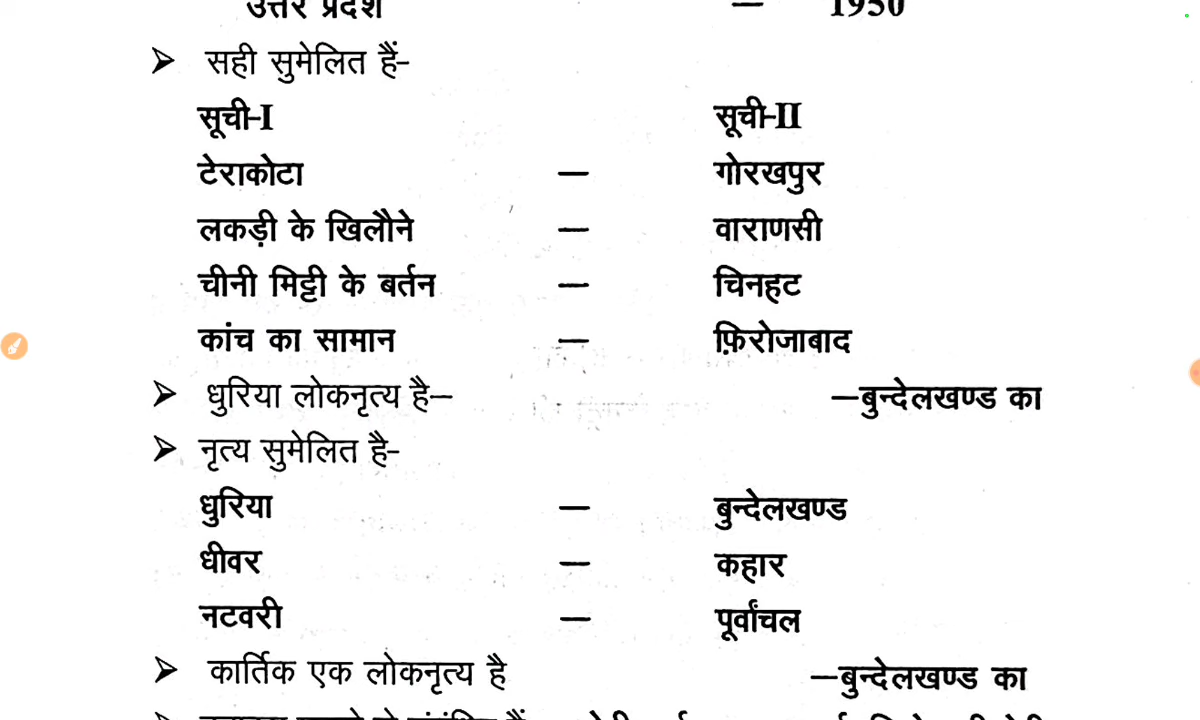 उत्तर प्रदेश — 1950
➢ सही सुमेलित हैं-
सूची-I सूची-II
टेराकोटा — गोरखपुर
लकड़ी के खिलौने — वाराणसी
चीनी मिट्टी के बर्तन — चिनहट
कांच का सामान — फ़िरोजाबाद
➢ धुरिया लोकनृत्य है— —बुन्देलखण्ड का
➢ नृत्य सुमेलित है-
धुरिया — बुन्देलखण्ड
धीवर — कहार
नटवरी — पूर्वांचल
➢ कार्तिक एक लोकनृत्य है —बुन्देलखण्ड का